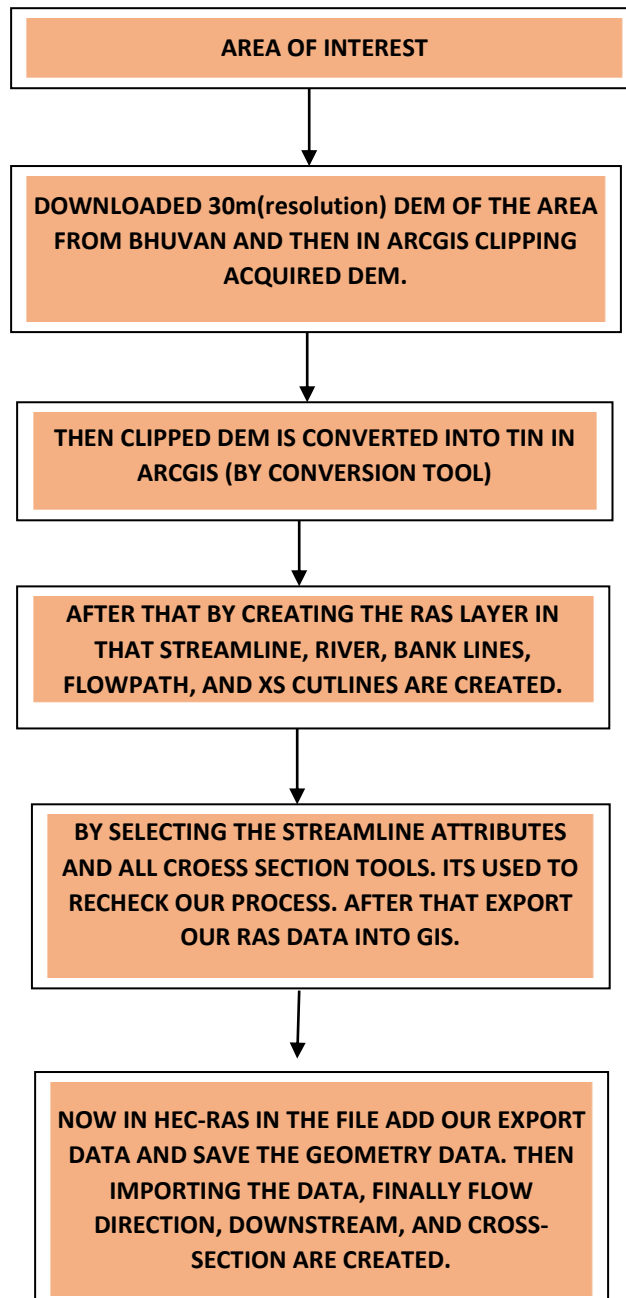 AREA OF INTEREST
DOWNLOADED 30m(resolution) DEM OF THE AREA
FROM BHUVAN AND THEN IN ARCGIS CLIPPING
ACQUIRED DEM.
THEN CLIPPED DEM IS CONVERTED INTO TIN IN
ARCGIS (BY CONVERSION TOOL)
AFTER THAT BY CREATING THE RAS LAYER IN
THAT STREAMLINE, RIVER, BANK LINES,
FLOWPATH, AND XS CUTLINES ARE CREATED.
BY SELECTING THE STREAMLINE ATTRIBUTES
AND ALL CROESS SECTION TOOLS. ITS USED TO
RECHECK OUR PROCESS. AFTER THAT EXPORT
OUR RAS DATA INTO GIS.
NOW IN HEC-RAS IN THE FILE ADD OUR EXPORT
DATA AND SAVE THE GEOMETRY DATA. THEN
IMPORTING THE DATA, FINALLY FLOW
DIRECTION, DOWNSTREAM, AND CROSS-
SECTION ARE CREATED.